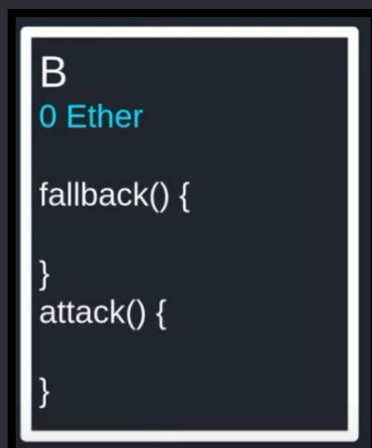 B
0 Ether
fallback() {
}
attack() {
}